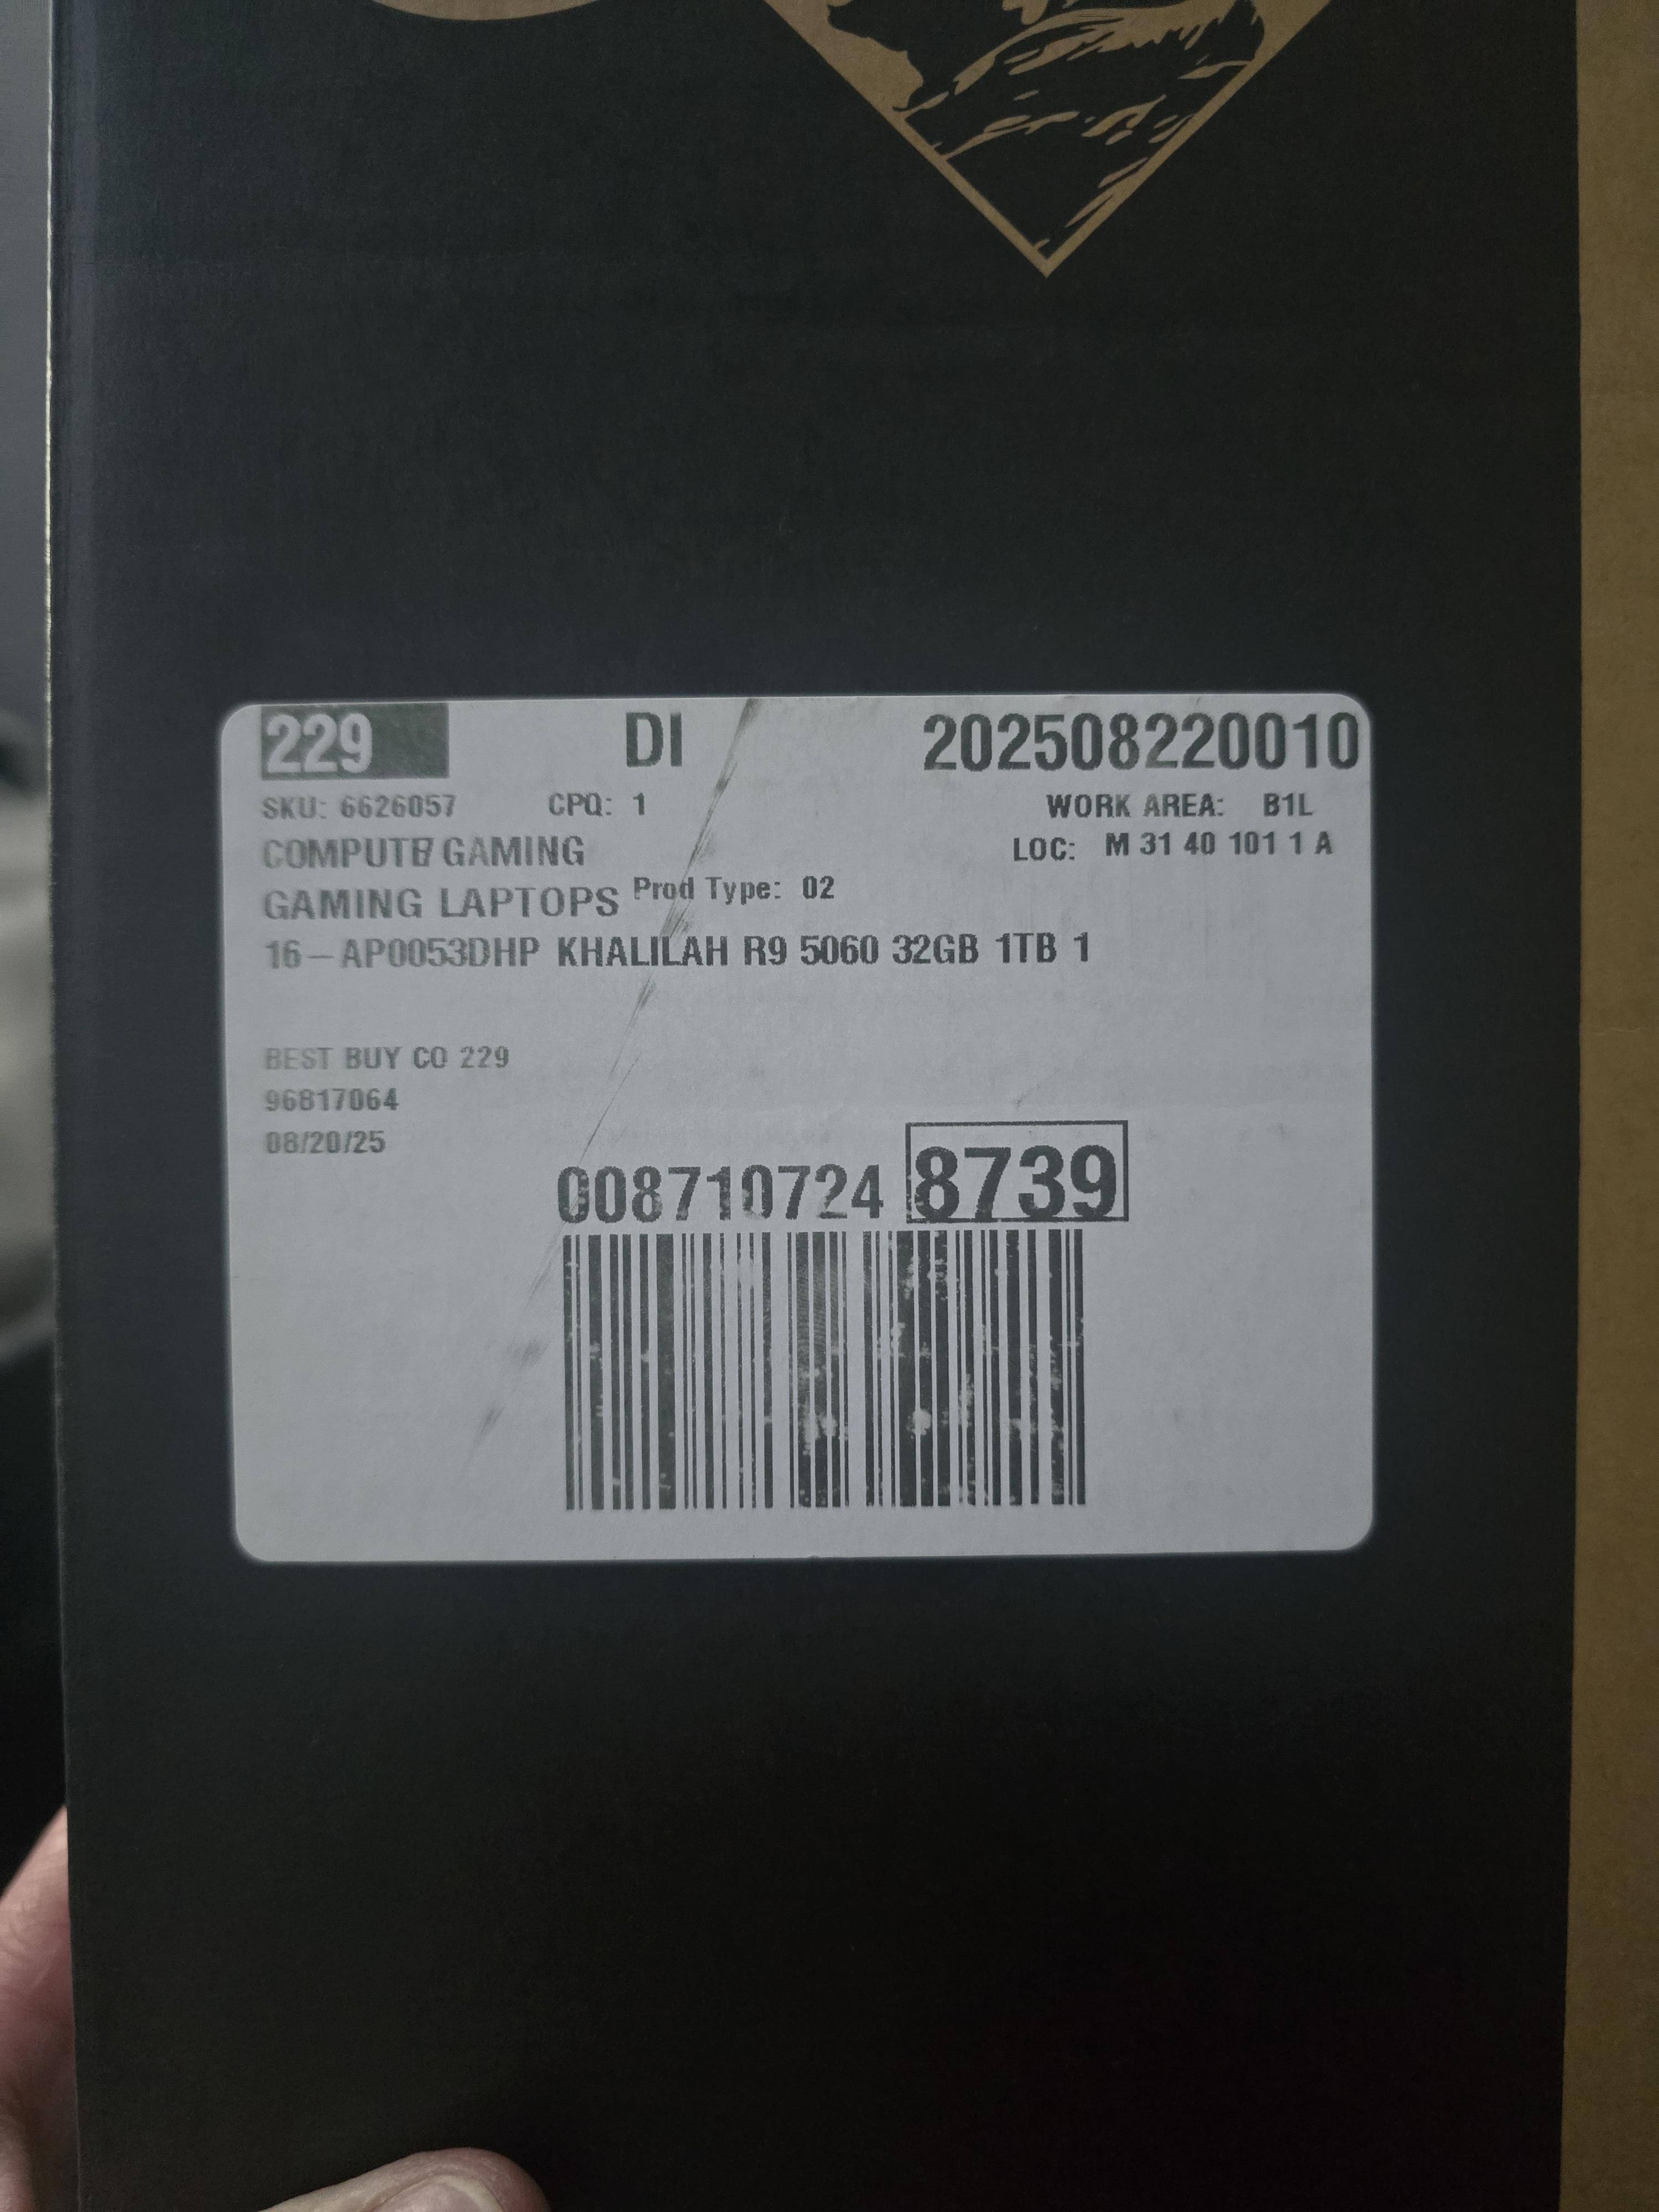 229 DI 202508220010
SKU: 6626057 CPQ: 1 WORK AREA: B1L
COMPUTE/GAMING LOC: M 31 40 101 1 A
GAMING LAPTOPS Prod Type: 02
16-AP0053DHP KHALILAH R9 5060 32GB 1TB 1
BEST BUY CO 229
96817064
08/20/25
008710724 8739